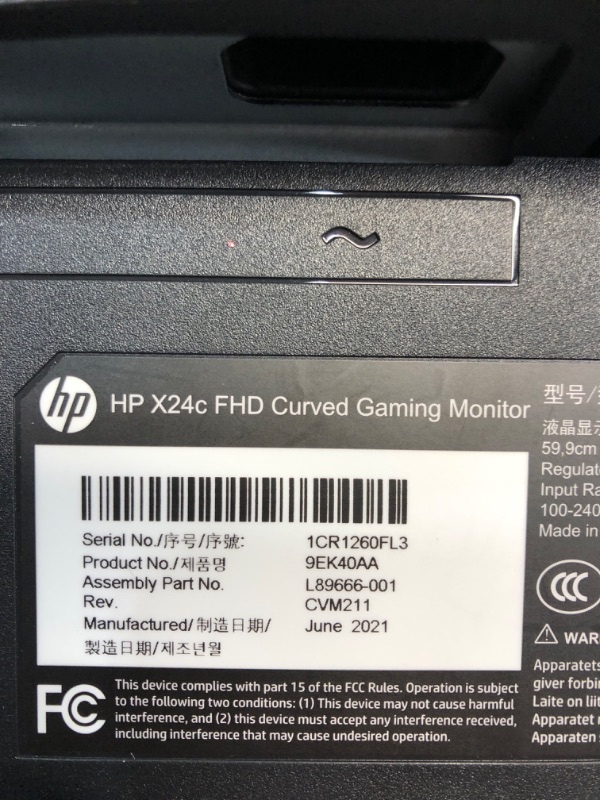 hp HP X24c FHD Curved Gaming Monitor
Serial No./序号/序號: 1CR1260FL3
Product No./제품명 9EK40AA
Assembly Part No. L89666-001
Rev. CVM211
Manufactured/制造日期/ June 2021
製造日期/제조년월
FC This device complies with part 15 of the FCC Rules. Operation is subject
to the following two conditions: (1) This device may not cause harmful
interference, and (2) this device must accept any interference received,
including interference that may cause undesired operation.
型号/
液晶显示
59,9cm
Regulat
Input Ra
100-240
Made in
CCC
WAR
Apparatets
giver forbin
Laite on liit
Apparatet
Apparaten